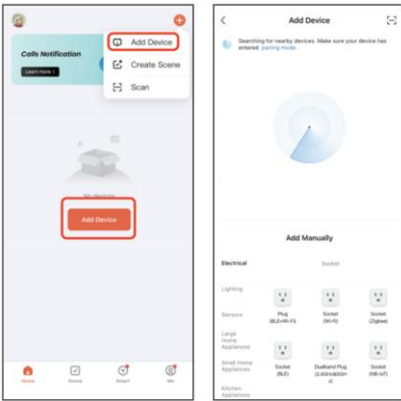 Add Device
Create Scene
Scan
Calls Notification
Learn more >
No devices
Add Device
Home
Scene
Smart
Me
Add Device
Searching for nearby devices. Make sure your device has
entered pairing mode .
Add Manually
Electrical
Socket
Lighting
Sensors
Plug
(BLE+Wi-Fi)
Socket
(Wi-Fi)
Socket
(Zigbee)
Large
Home
Appliances
Small Home
Appliances
Socket
(BLE)
Dualband Plug
Socket
(NB-IoT)
Kitchen
Appliances